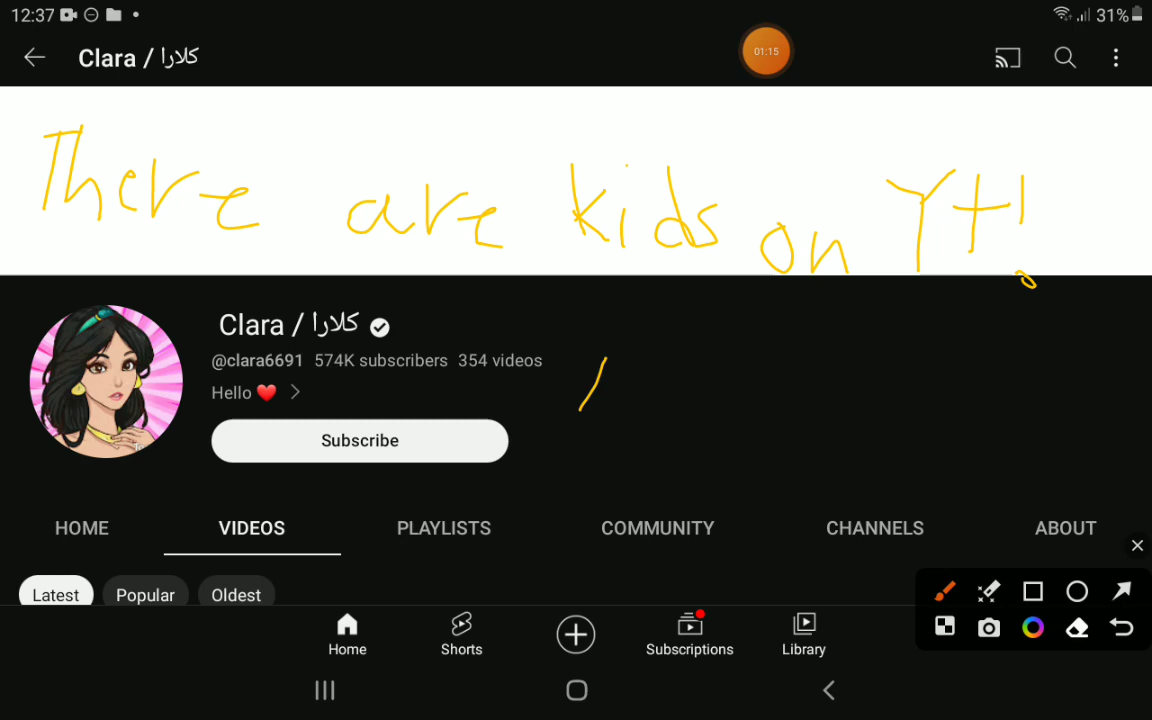 12:37 31%
Clara / كلارا
01:15
There are kids on YT!
Clara / كلارا
@clara6691 574K subscribers 354 videos
Hello ❤️ >
Subscribe
HOME VIDEOS PLAYLISTS COMMUNITY CHANNELS ABOUT
Latest Popular Oldest
Home Shorts Subscriptions Library